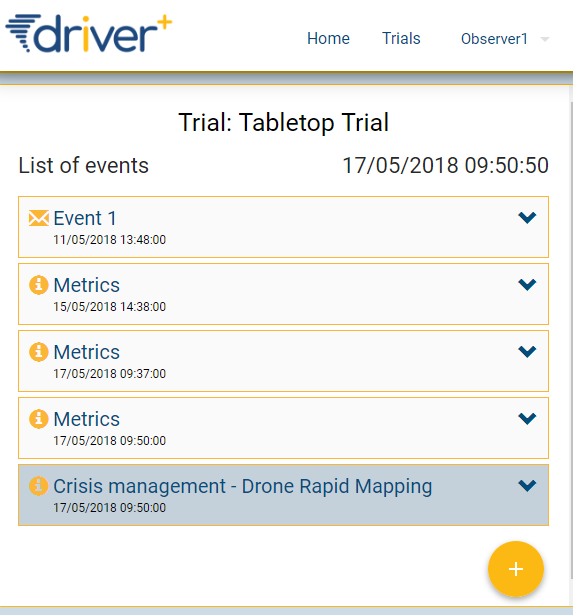 driver+
Home Trials Observer1
Trial: Tabletop Trial
List of events 17/05/2018 09:50:50
Event 1
11/05/2018 13:48:00
Metrics
15/05/2018 14:38:00
Metrics
17/05/2018 09:37:00
Metrics
17/05/2018 09:50:00
Crisis management - Drone Rapid Mapping
17/05/2018 09:50:00
+